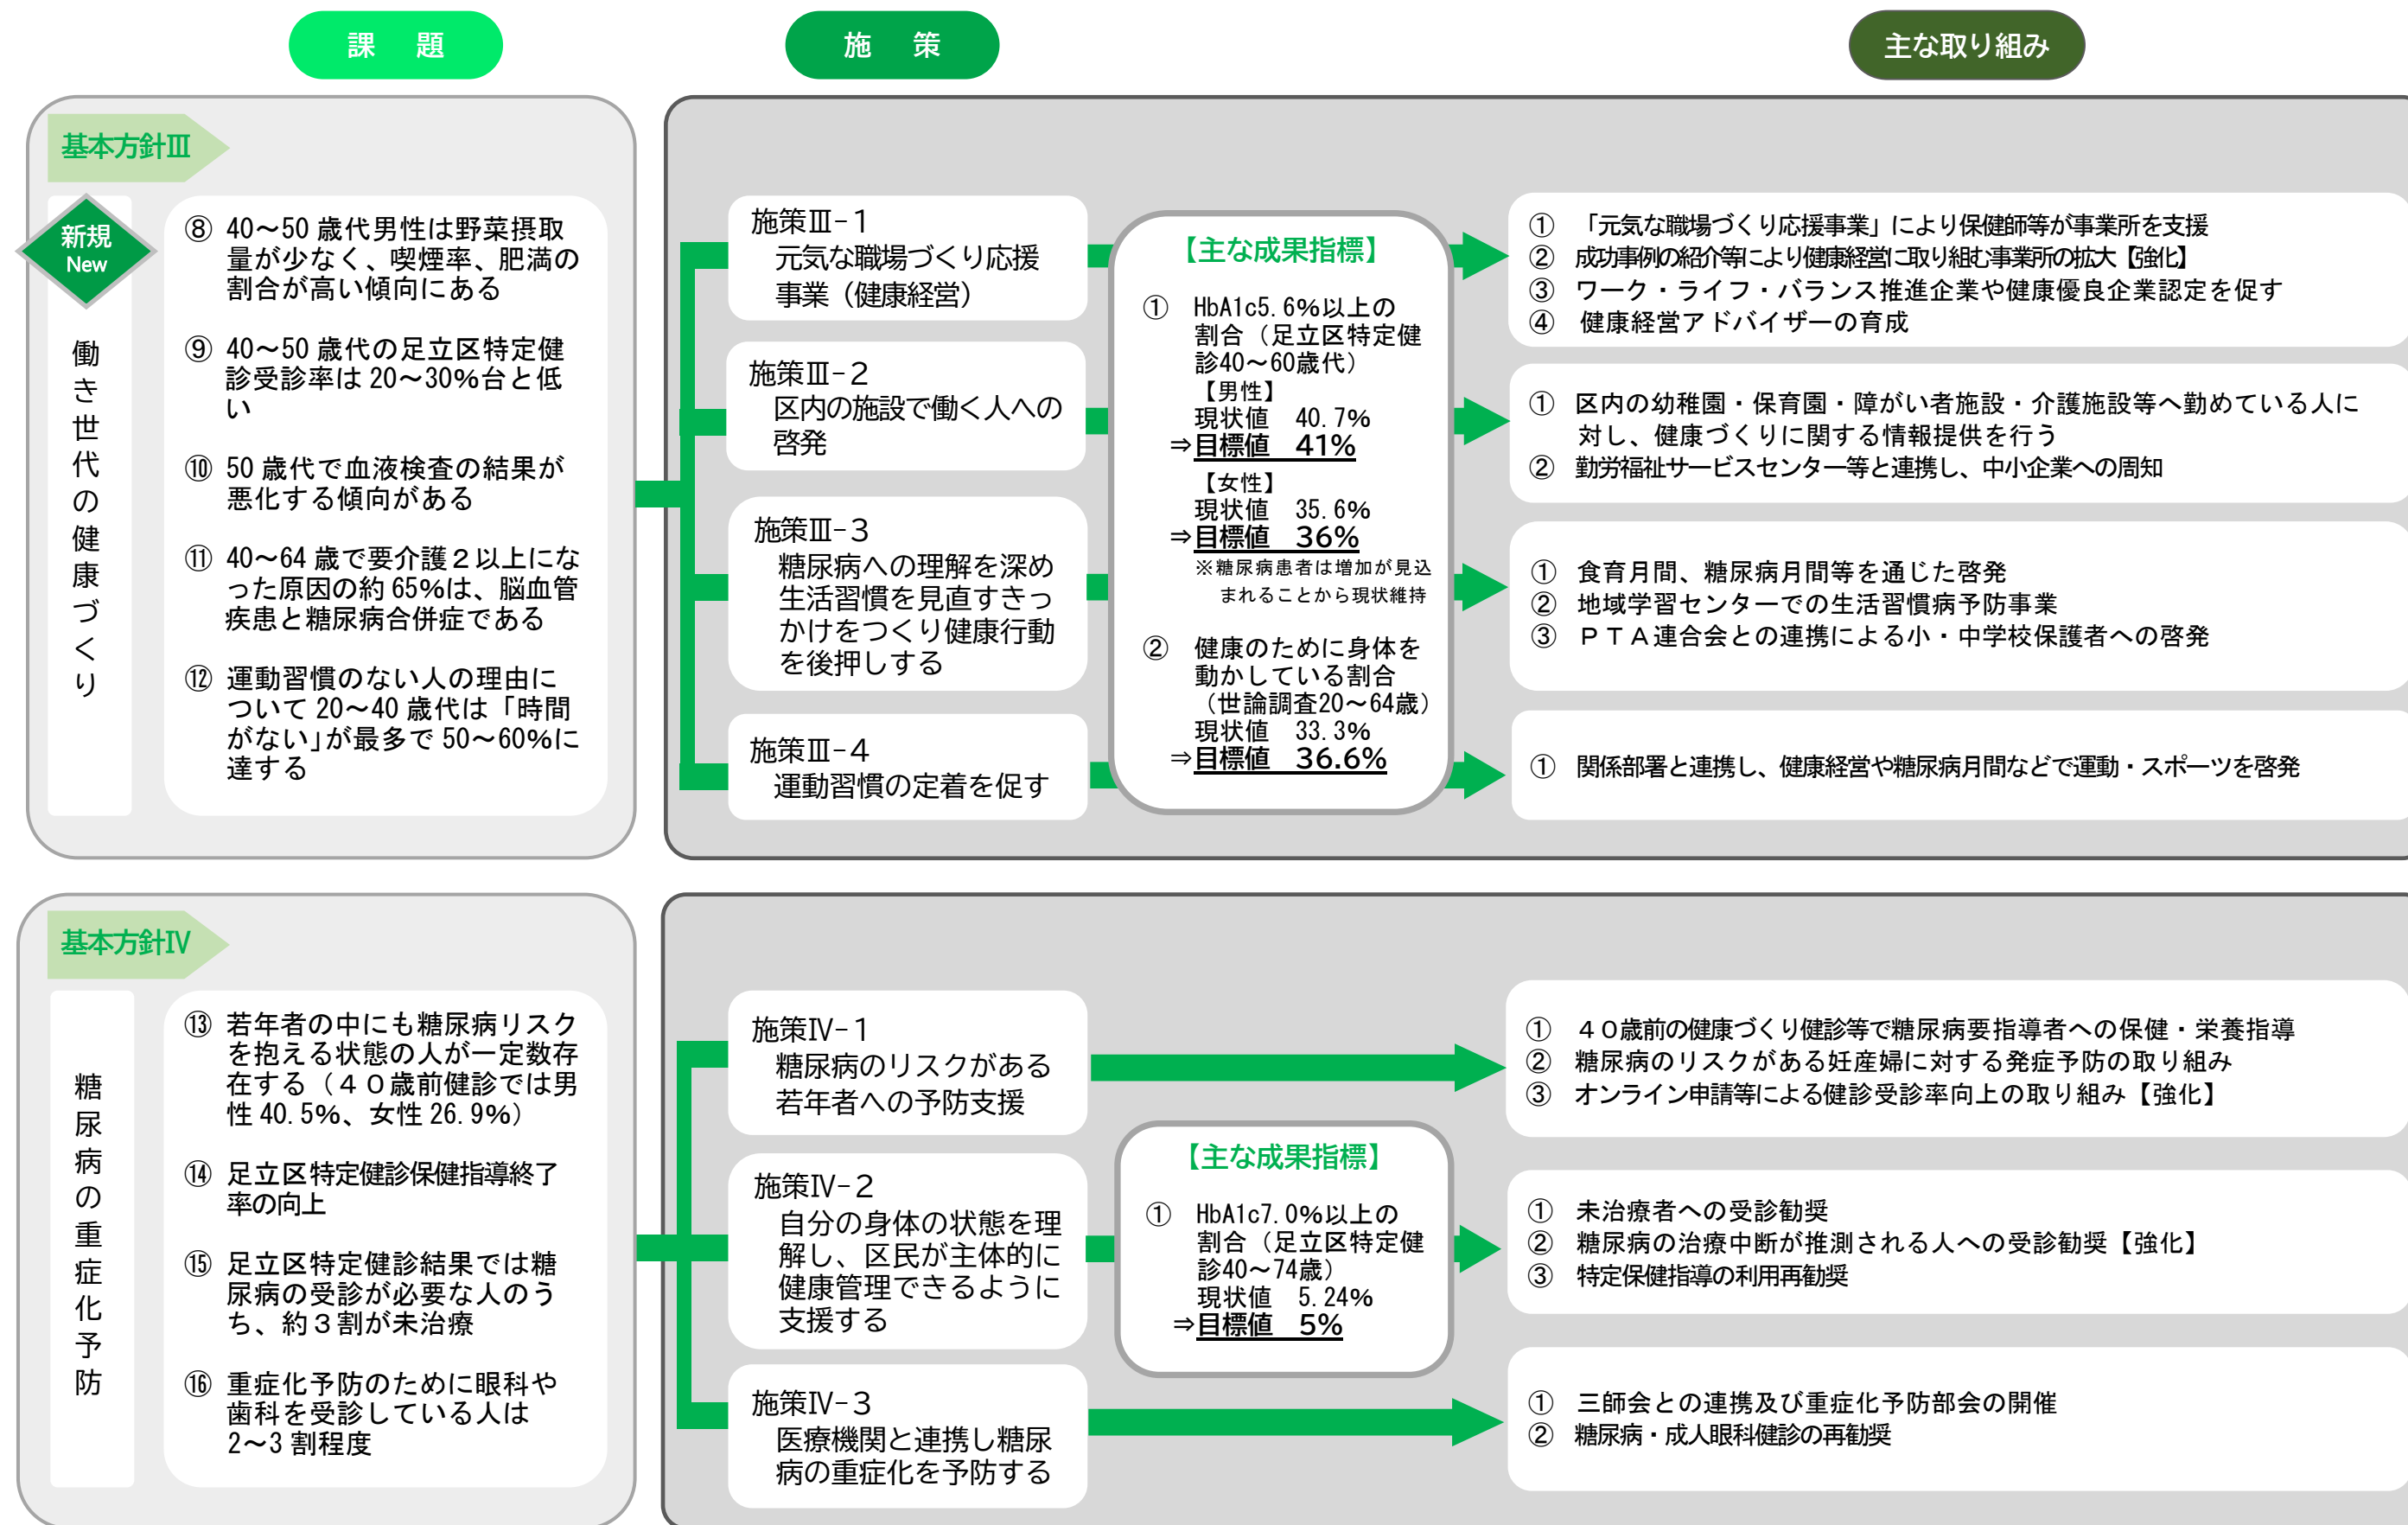 課　題
施　策
主な取り組み
基本方針Ⅲ
新規
New
働き世代の健康づくり
⑧ 40～50歳代男性は野菜摂取
量が少なく、喫煙率、肥満の
割合が高い傾向にある
⑨ 40～50歳代の足立区特定健
診受診率は20～30%台と低
い
⑩ 50歳代で血液検査の結果が
悪化する傾向がある
⑪ 40～64歳で要介護２以上にな
った原因の約65%は、脳血管
疾患と糖尿病合併症である
⑫ 運動習慣のない人の理由に
ついて20～40歳代は「時間
がない」が最多で50～60%に
達する
施策Ⅲ-1
元気な職場づくり応援
事業（健康経営）
施策Ⅲ-2
区内の施設で働く人への
啓発
施策Ⅲ-3
糖尿病への理解を深め
生活習慣を見直すきっ
かけをつくり健康行動
を後押しする
施策Ⅲ-4
運動習慣の定着を促す
【主な成果指標】
① HbA1c5.6%以上の
割合（足立区特定健
診40～60歳代）
【男性】
現状値　40.7%
⇒目標値　41%
【女性】
現状値　35.6%
⇒目標値　36%
※糖尿病患者は増加が見込
まれることから現状維持
② 健康のために身体を
動かしている割合
（世論調査20～64歳）
現状値　33.3%
⇒目標値　36.6%
① 「元気な職場づくり応援事業」により保健師等が事業所を支援
② 成功事例の紹介等により健康経営に取り組む事業所の拡大【強化】
③ ワーク・ライフ・バランス推進企業や健康優良企業認定を促す
④ 健康経営アドバイザーの育成
① 区内の幼稚園・保育園・障がい者施設・介護施設等へ勤めている人に
対し、健康づくりに関する情報提供を行う
② 勤労福祉サービスセンター等と連携し、中小企業への周知
① 食育月間、糖尿病月間等を通じた啓発
② 地域学習センターでの生活習慣病予防事業
③ ＰＴＡ連合会との連携による小・中学校保護者への啓発
① 関係部署と連携し、健康経営や糖尿病月間などで運動・スポーツを啓発
基本方針Ⅳ
糖尿病の重症化予防
⑬ 若年者の中にも糖尿病リスク
を抱える状態の人が一定数存
在する（４０歳前健診では男
性40.5%、女性26.9%）
⑭ 足立区特定健診保健指導終了
率の向上
⑮ 足立区特定健診結果では糖
尿病の受診が必要な人のう
ち、約３割が未治療
⑯ 重症化予防のために眼科や
歯科を受診している人は
2～3割程度
施策Ⅳ-1
糖尿病のリスクがある
若年者への予防支援
施策Ⅳ-2
自分の身体の状態を理
解し、区民が主体的に
健康管理できるように
支援する
施策Ⅳ-3
医療機関と連携し糖尿
病の重症化を予防する
【主な成果指標】
① HbA1c7.0%以上の
割合（足立区特定健
診40～74歳）
現状値　5.24%
⇒目標値　5%
① ４０歳前の健康づくり健診等で糖尿病要指導者への保健・栄養指導
② 糖尿病のリスクがある妊産婦に対する発症予防の取り組み
③ オンライン申請等による健診受診率向上の取り組み【強化】
① 未治療者への受診勧奨
② 糖尿病の治療中断が推測される人への受診勧奨【強化】
③ 特定保健指導の利用再勧奨
① 三師会との連携及び重症化予防部会の開催
② 糖尿病・成人眼科健診の再勧奨